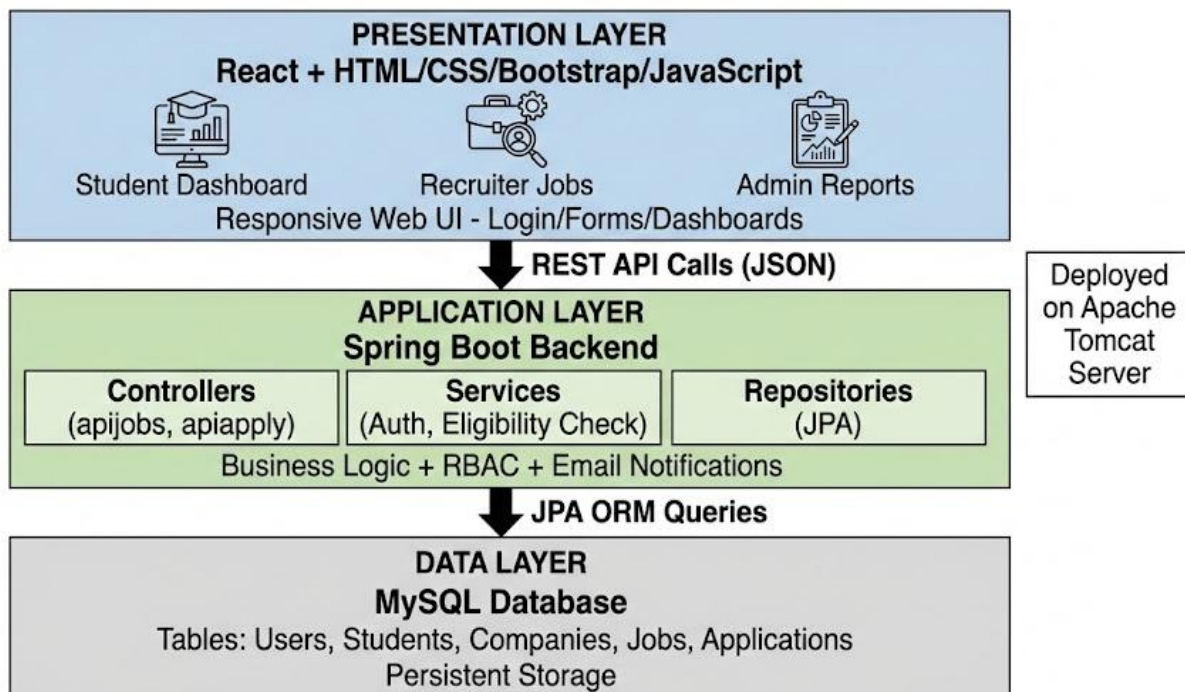 PRESENTATION LAYER
React + HTML/CSS/Bootstrap/JavaScript
Student Dashboard
Recruiter Jobs
Admin Reports
Responsive Web UI - Login/Forms/Dashboards
REST API Calls (JSON)
Deployed
on Apache
Tomcat
Server
APPLICATION LAYER
Spring Boot Backend
Controllers
(apijobs, apiapply)
Services
(Auth, Eligibility Check)
Repositories
(JPA)
Business Logic + RBAC + Email Notifications
JPA ORM Queries
DATA LAYER
MySQL Database
Tables: Users, Students, Companies, Jobs, Applications
Persistent Storage